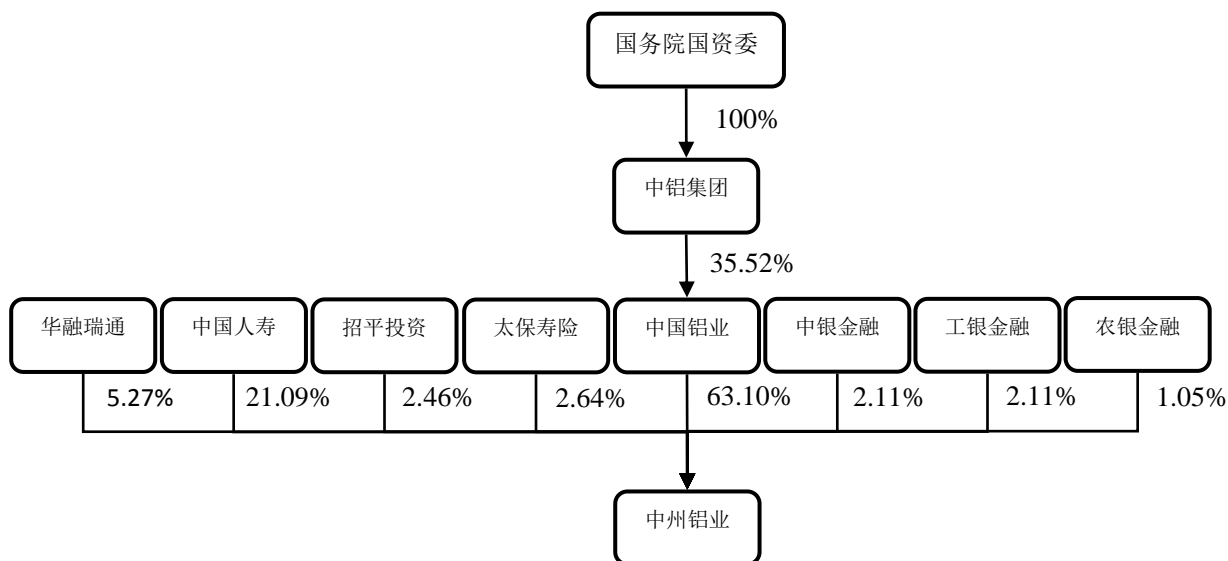 国务院国资委
100%
中铝集团
35.52%
华融瑞通
中国人寿
招平投资
太保寿险
中国铝业
中银金融
工银金融
农银金融
5.27%
21.09%
2.46%
2.64%
63.10%
2.11%
2.11%
1.05%
中州铝业